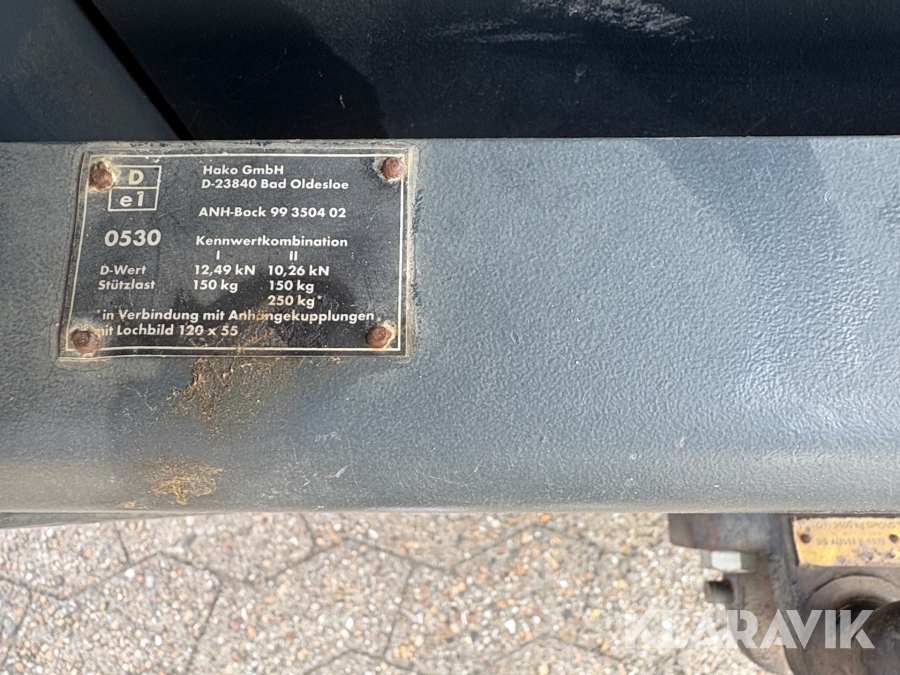 D
e1
Hako GmbH
D-23840 Bad Oldesloe
ANH-Bock 99 3504 02
0530 Kennwertkombination
I II
D-Wert 12,49 kN 10,26 kN
Stützlast 150 kg 150 kg
250 kg*
*in Verbindung mit Anhängekupplungen
mit Lochbild 120 x 55
KLARAVIK